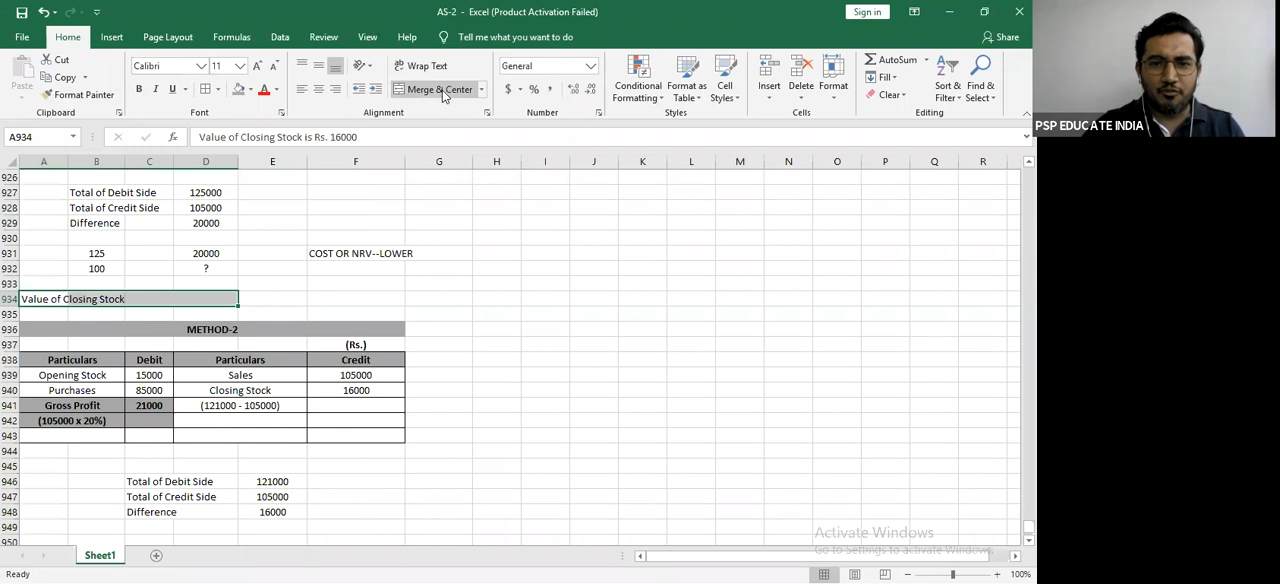 AS-2 - Excel (Product Activation Failed)
Sign in
File Home Insert Page Layout Formulas Data Review View Help Tell me what you want to do Share
Paste
Cut
Copy
Format Painter
Clipboard
Calibri 11
B I U
Font
Wrap Text
Merge & Center
Alignment
General
$ % ,
Number
Conditional Formatting
Format as Table
Cell Styles
Styles
Insert Delete Format
Cells
AutoSum
Fill
Clear
Sort & Filter
Find & Select
Editing
PSP EDUCATE INDIA
A934 fx Value of Closing Stock is Rs. 16000
A B C D E F G H I J K L M N O P Q R
926
927 Total of Debit Side 125000
928 Total of Credit Side 105000
929 Difference 20000
930
931 125 20000 COST OR NRV--LOWER
932 100 ?
933
934 Value of Closing Stock
935
936 METHOD-2
937 (Rs.)
938 Particulars Debit Particulars Credit
939 Opening Stock 15000 Sales 105000
940 Purchases 85000 Closing Stock 16000
941 Gross Profit 21000 (121000 - 105000)
942 (105000 x 20%)
943
944
945
946 Total of Debit Side 121000
947 Total of Credit Side 105000
948 Difference 16000
949
950
Activate Windows
Go to Settings to activate Windows.
Sheet1
Ready
100%